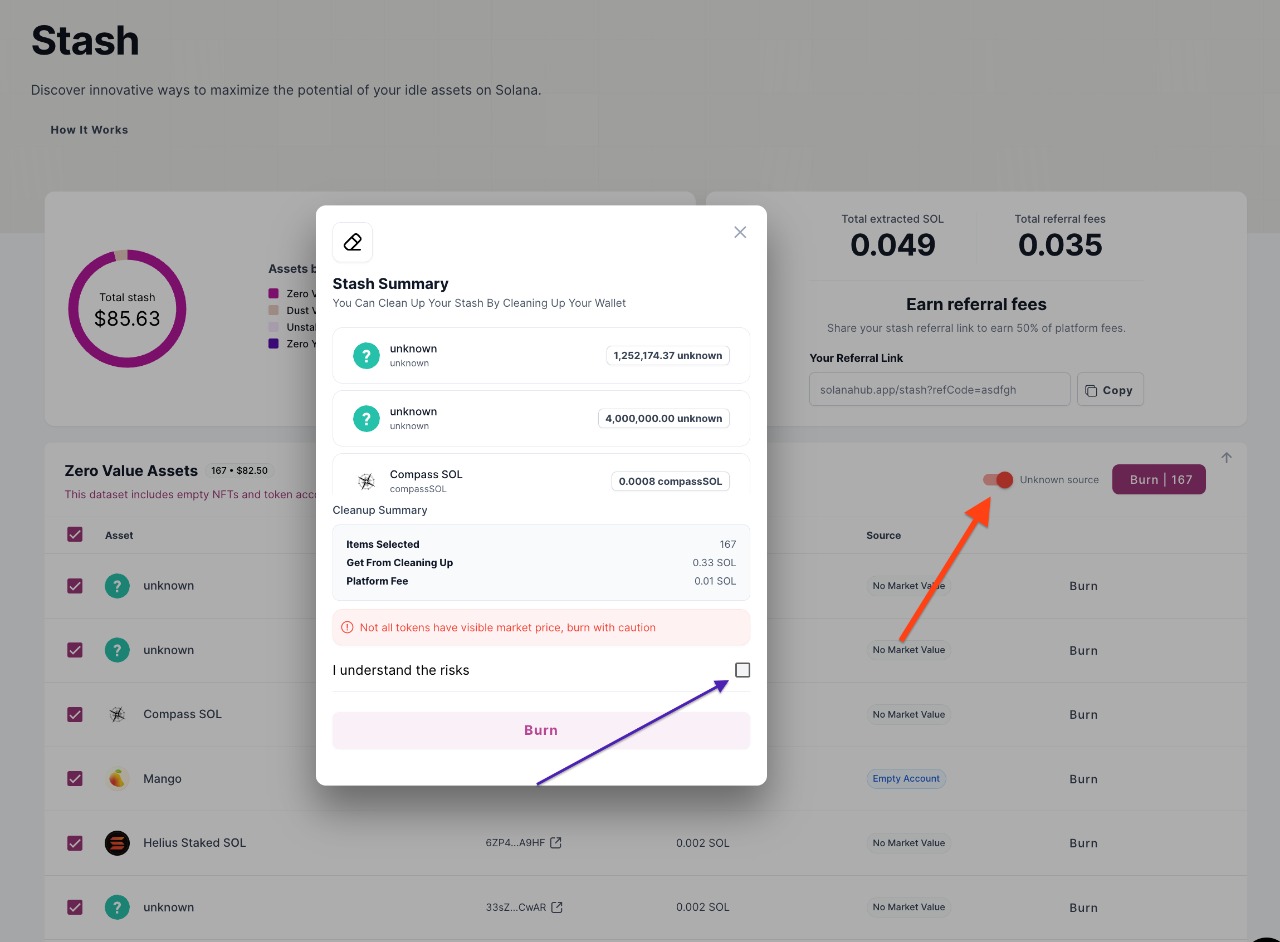 Stash
Discover innovative ways to maximize the potential of your idle assets on Solana.
How It Works
Total stash
$85.63
Assets b
Zero V
Dust V
Unsta
Zero Y
Total extracted SOL
0.049
Total referral fees
0.035
Earn referral fees
Share your stash referral link to earn 50% of platform fees.
Your Referral Link
solanahub.app/stash?refCode=asdfgh
Copy
Stash Summary
You Can Clean Up Your Stash By Cleaning Up Your Wallet
unknown
unknown
1,252,174.37 unknown
unknown
unknown
4,000,000.00 unknown
Compass SOL
compassSOL
0.0008 compassSOL
Cleanup Summary
Items Selected 167
Get From Cleaning Up 0.33 SOL
Platform Fee 0.01 SOL
Not all tokens have visible market price, burn with caution
I understand the risks
Burn
Zero Value Assets 167 • $82.50
This dataset includes empty NFTs and token acco
Unknown source
Burn | 167
Asset Source
unknown No Market Value Burn
unknown No Market Value Burn
Compass SOL No Market Value Burn
Mango Empty Account Burn
Helius Staked SOL 6ZP4...A9HF 0.002 SOL No Market Value Burn
unknown 33sZ...CwAR 0.002 SOL No Market Value Burn